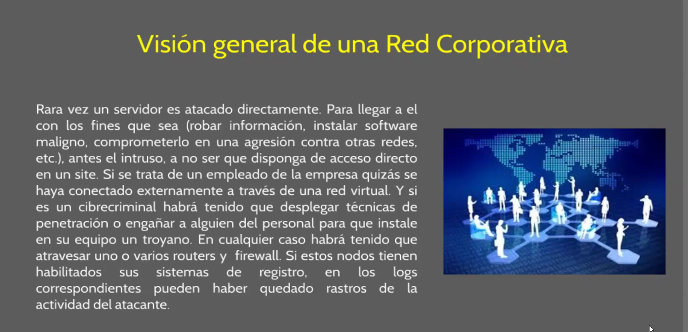 Visión general de una Red Corporativa
Rara vez un servidor es atacado directamente. Para llegar a el
con los fines que sea (robar información, instalar software
maligno, comprometerlo en una agresión contra otras redes,
etc.), antes el intruso, a no ser que disponga de acceso directo
en un site. Si se trata de un empleado de la empresa quizás se
haya conectado externamente a través de una red virtual. Y si
es un cibrecriminal habrá tenido que desplegar técnicas de
penetración o engañar a alguien del personal para que instale
en su equipo un troyano. En cualquier caso habrá tenido que
atravesar uno o varios routers y firewall. Si estos nodos tienen
habilitados sus sistemas de registro, en los logs
correspondientes pueden haber quedado rastros de la
actividad del atacante.